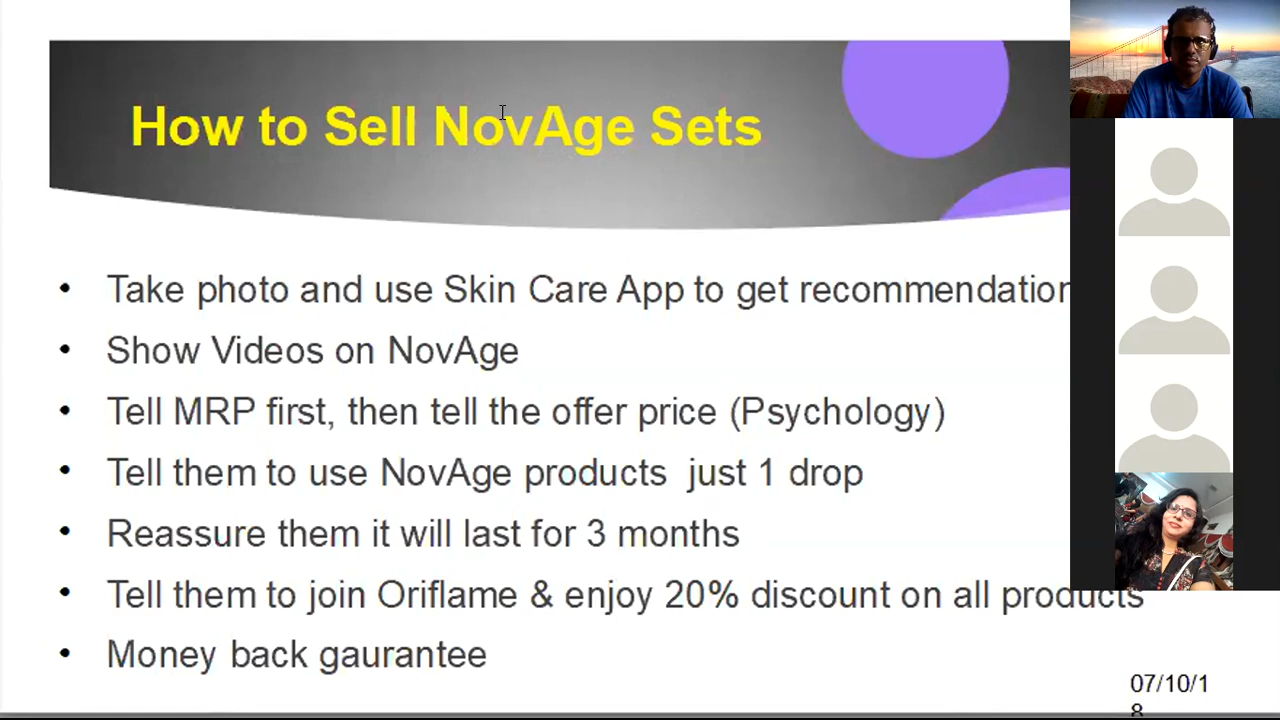 How to Sell NovAge Sets
• Take photo and use Skin Care App to get recommendation
• Show Videos on NovAge
• Tell MRP first, then tell the offer price (Psychology)
• Tell them to use NovAge products  just 1 drop
• Reassure them it will last for 3 months
• Tell them to join Oriflame & enjoy 20% discount on all products
• Money back gaurantee
07/10/1
8